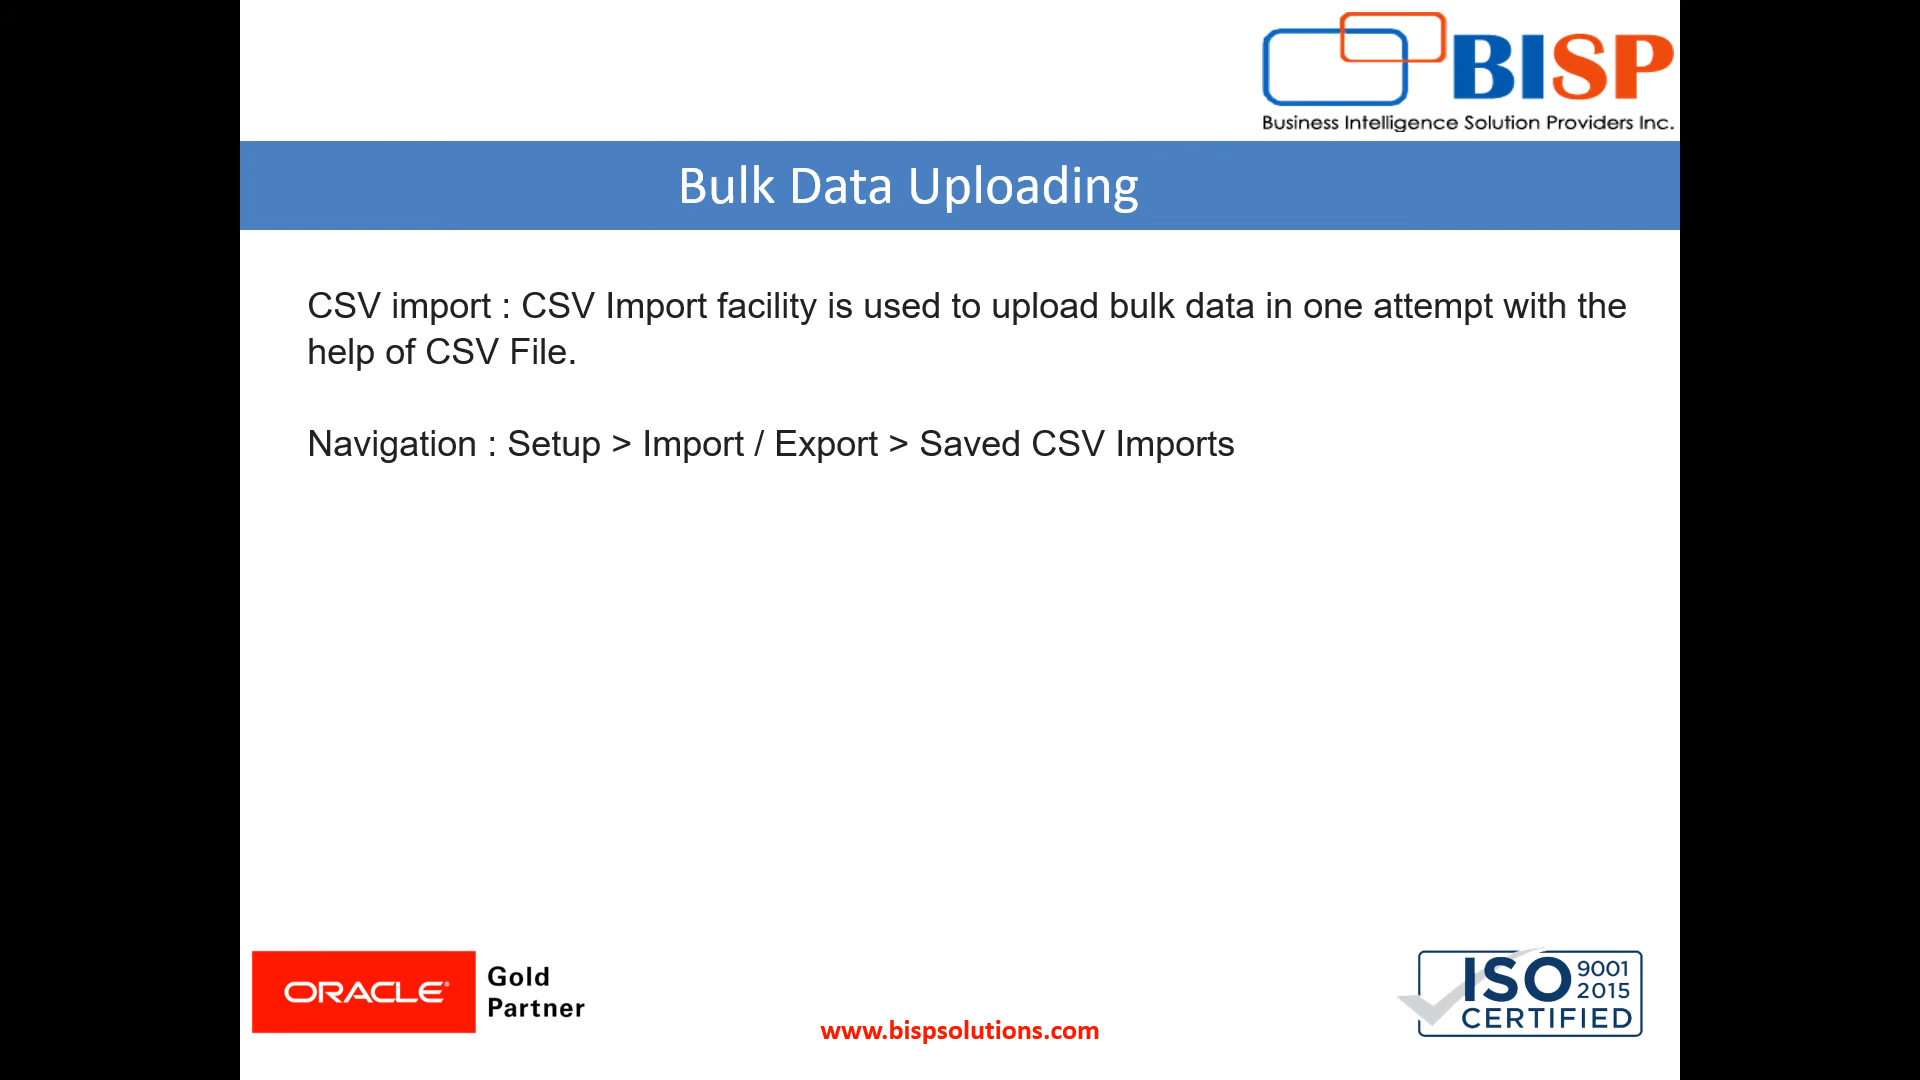 BISP
Business Intelligence Solution Providers Inc.
Bulk Data Uploading
CSV import : CSV Import facility is used to upload bulk data in one attempt with the
help of CSV File.
Navigation : Setup > Import / Export > Saved CSV Imports
ORACLE®
Gold
Partner
www.bispsolutions.com
ISO 9001
2015
CERTIFIED